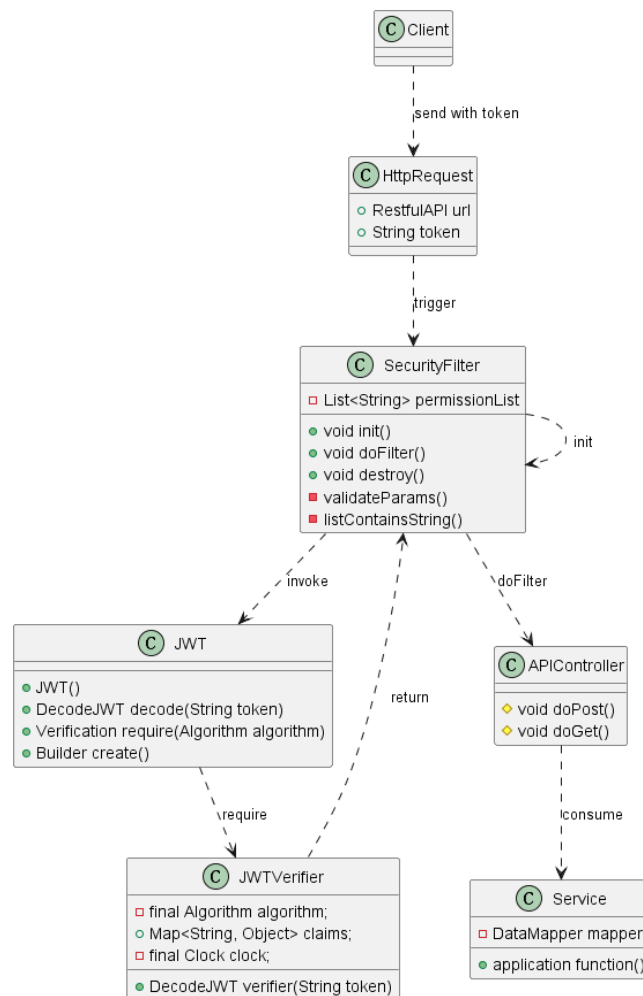 C Client
send with token
C HttpRequest
RestfulAPI url
String token
trigger
C SecurityFilter
List<String> permissionList
void init()
void doFilter()
void destroy()
validateParams()
listContainsString()
init
invoke
doFilter
C JWT
JWT()
DecodeJWT decode(String token)
Verification require(Algorithm algorithm)
Builder create()
return
C APIController
void doPost()
void doGet()
require
consume
C JWTVerifier
final Algorithm algorithm;
Map<String, Object> claims;
final Clock clock;
DecodeJWT verifier(String token)
C Service
DataMapper mapper
application function()